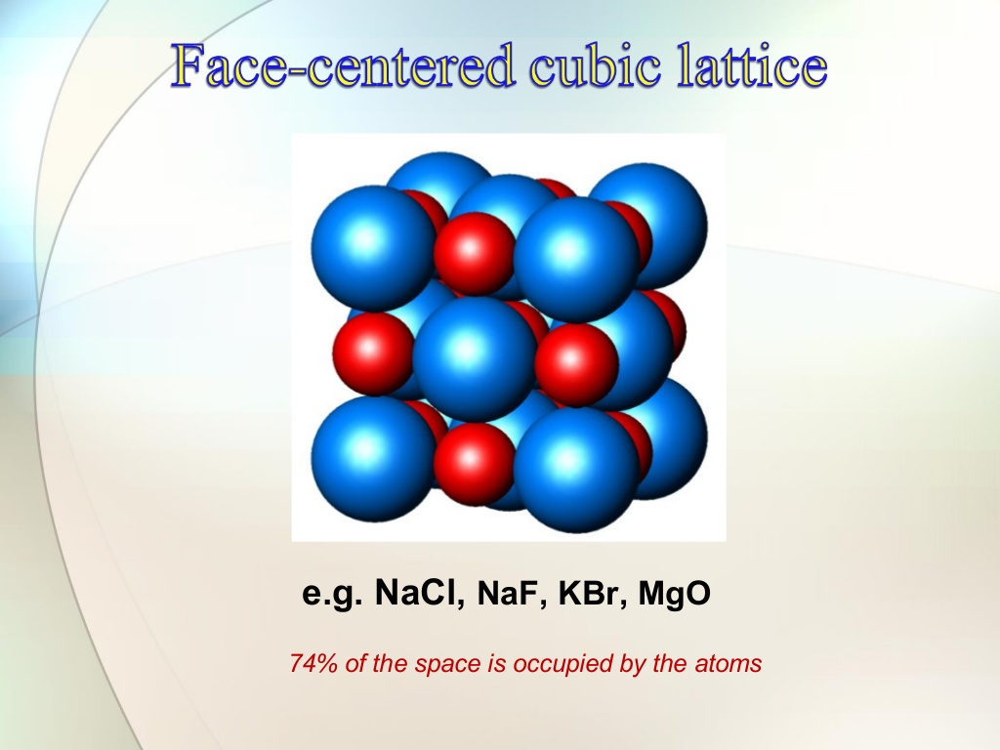 Face-centered cubic lattice
e.g. NaCl, NaF, KBr, MgO
74% of the space is occupied by the atoms